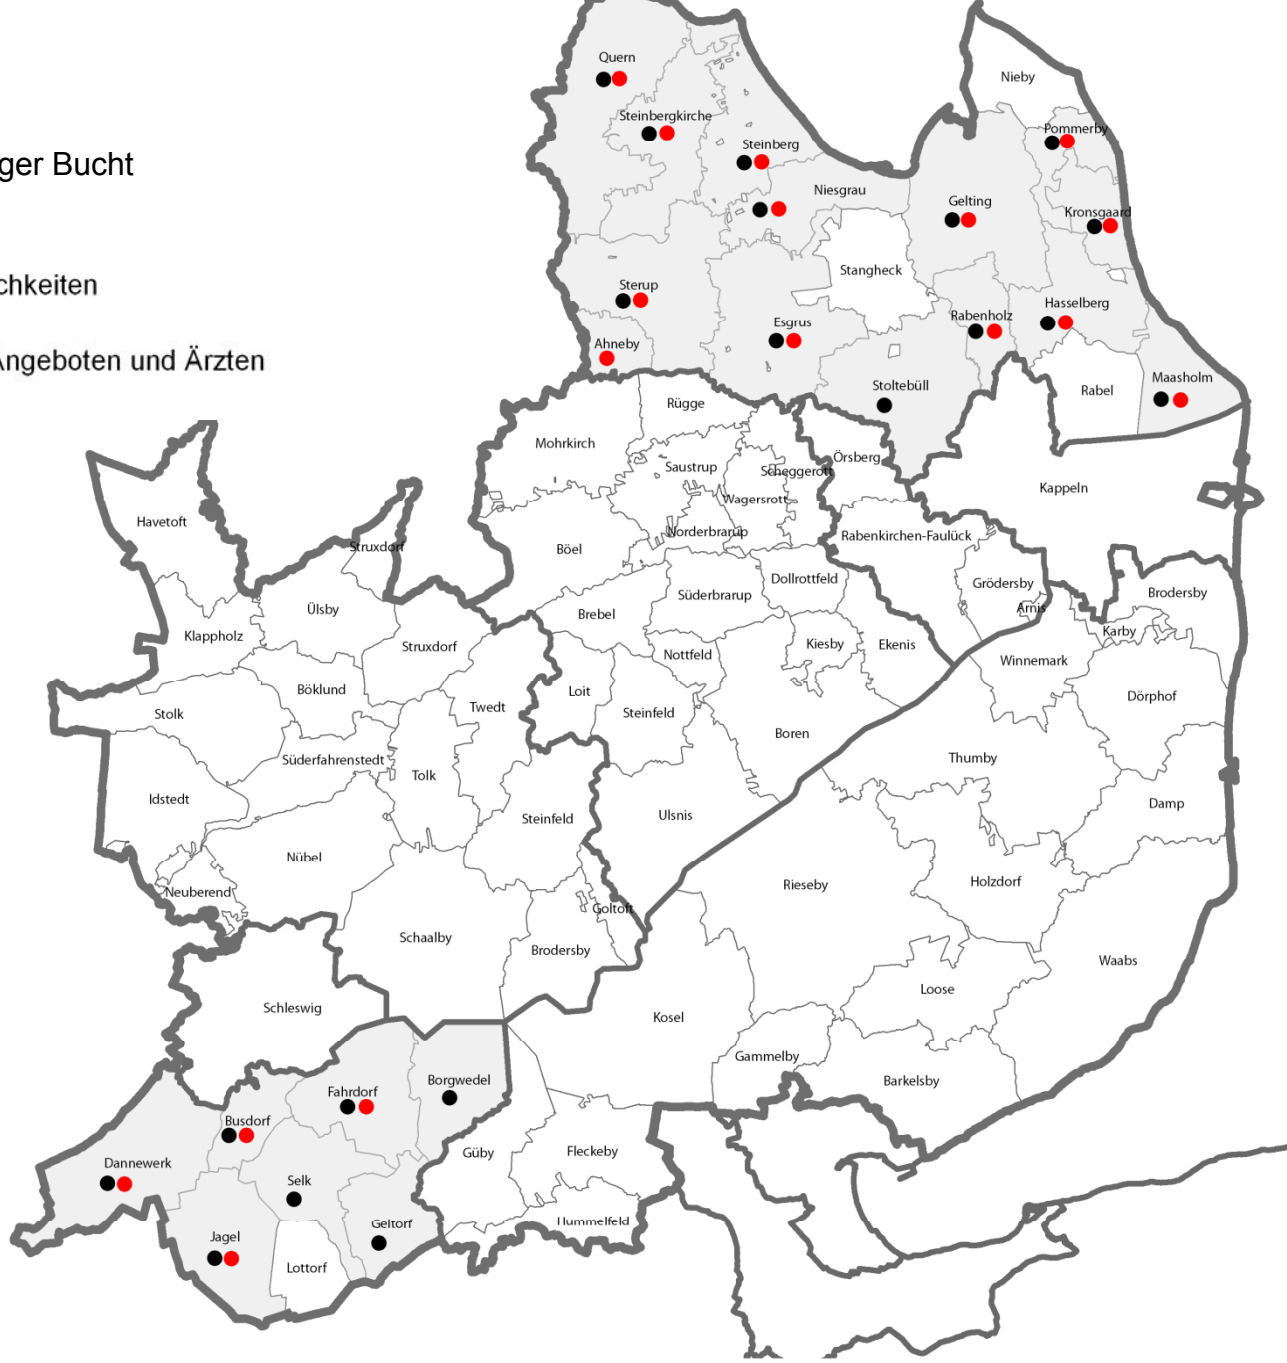 ger Bucht
chkeiten
Angeboten und Ärzten
Quern
Nieby
Steinbergkirche
Pommerby
Steinberg
Niesgrau
Gelting
Kronsgaard
Stangheck
Sterup
Hasselberg
Rabenholz
Esgrus
Ahneby
Maasholm
Stoltebüll
Rabel
Rügge
Mohrkirch
Örsberg
Saustrup
Scheggerott
Kappeln
Wagersrott
Havetoft
Norderbrarup
Rabenkirchen-Faulück
Struxdorf
Böel
Dollrottfeld
Grödersby
Brodersby
Süderbrarup
Ülsby
Arnis
Brebel
Karby
Klappholz
Struxdorf
Kiesby
Ekenis
Nottfeld
Winnemark
Böklund
Loit
Dörphof
Twedt
Stolk
Steinfeld
Boren
Süderfahrenstedt
Thumby
Tolk
Idstedt
Damp
Ulsnis
Steinfeld
Nübel
Rieseby
Holzdorf
Neuberend
Goltoft
Schaalby
Brodersby
Waabs
Loose
Schleswig
Kosel
Gammelby
Barkelsby
Borgwedel
Fahrdorf
Busdorf
Güby
Fleckeby
Dannewerk
Selk
Geltorf
Hummelfeld
Jagel
Lottorf